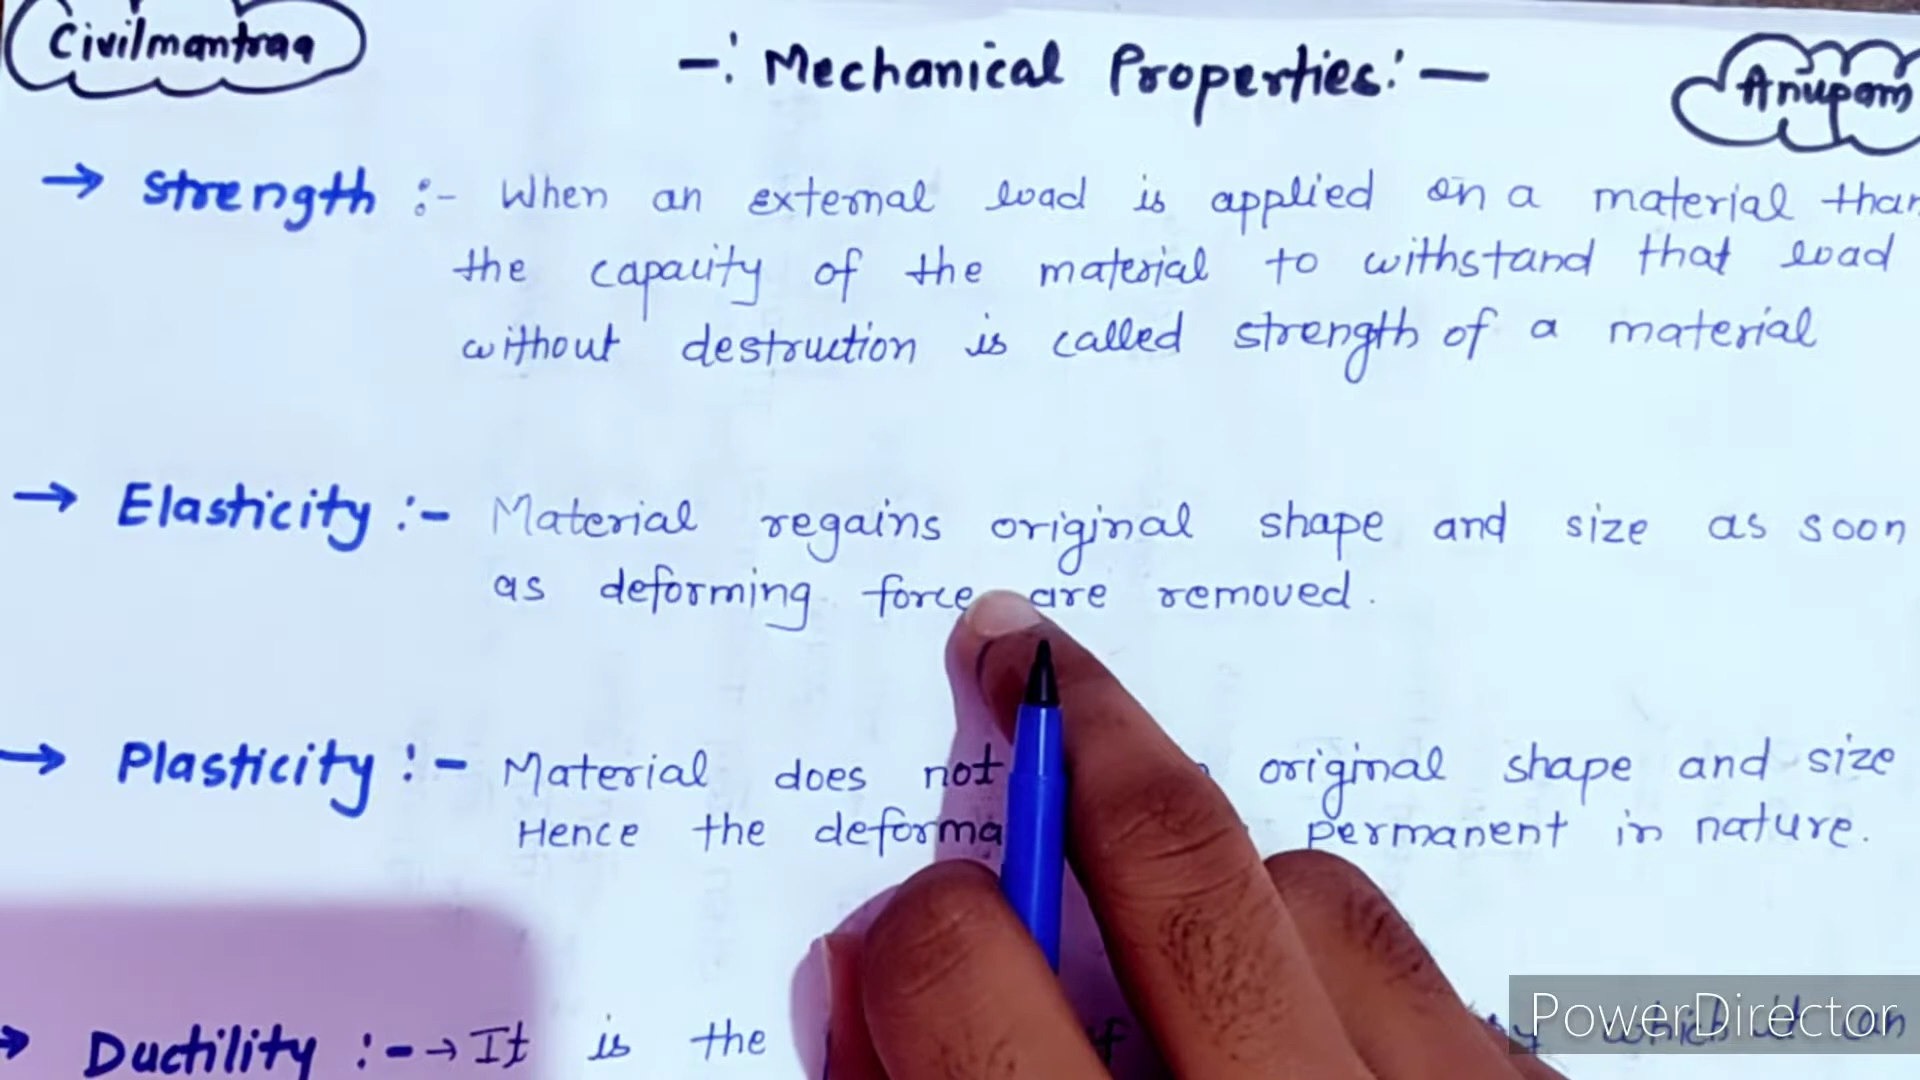 Civilmantraa
-: Mechanical Properties:-
Anupam
→ Strength :- When an external load is applied on a material than
the capacity of the material to withstand that load
without destruction is called strength of a material
→ Elasticity :- Material regains original shape and size as soon
as deforming force are removed.
→ Plasticity :- Material does not original shape and size
Hence the permanent in nature.
→ Ductility :-→ It is the which it can
PowerDirector